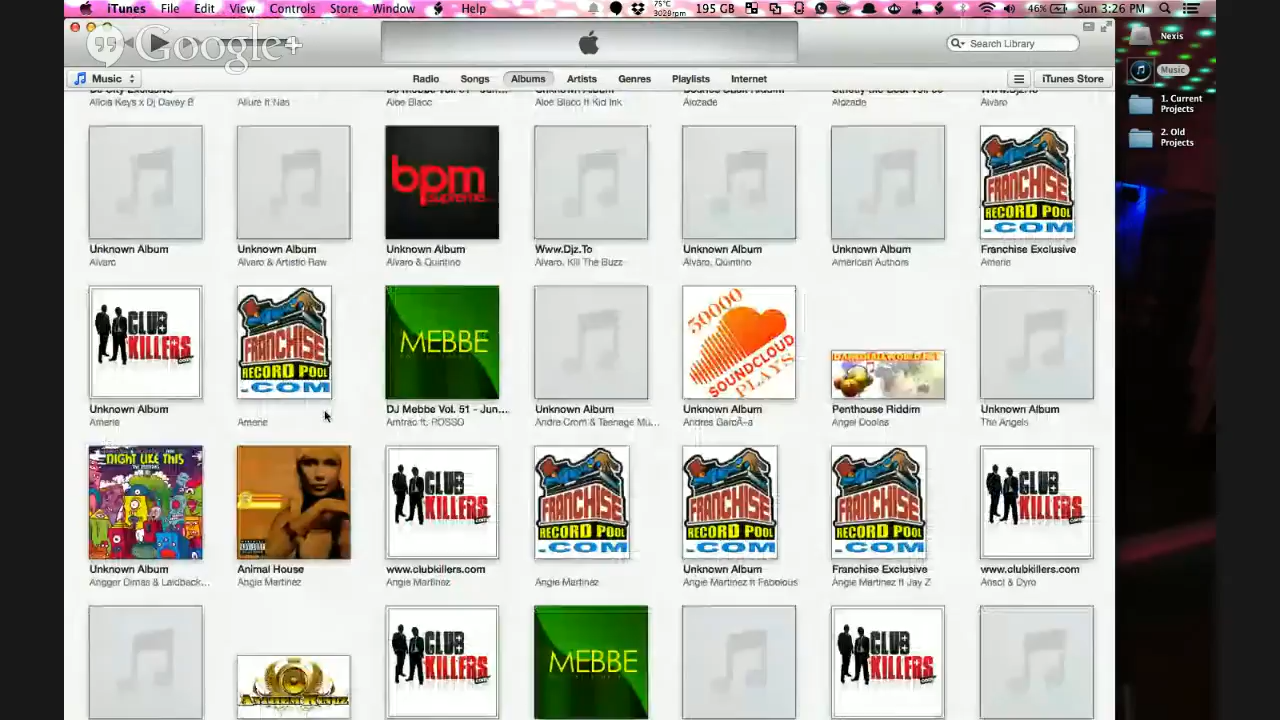 iTunes File Edit View Controls Store Window Help
75°C
3029rpm
195 GB
46%
Sun 3:26 PM
Google+
Search Library
Music
Radio Songs Albums Artists Genres Playlists Internet
iTunes Store
Nexis
Music
1. Current
Projects
2. Old
Projects
Alicia Keys x Dj Davey B
Allure ft Nas
Aloe Blacc
Aloe Blacc ft Kid Ink
Alozade
Alozade
Www.Djz.To
Alvaro
bpm
supreme
FRANCHISE
RECORD POOL
.COM
Unknown Album
Alvaro
Unknown Album
Alvaro & Artistic Raw
Unknown Album
Alvaro & Quintino
Www.Djz.To
Alvaro, Kill The Buzz
Unknown Album
Alvaro, Quintino
Unknown Album
American Authors
Franchise Exclusive
Amerie
CLUB
KILLERS
FRANCHISE
RECORD POOL
.COM
MEBBE
50000
SOUNDCLOUD
PLAYS
DANCEHALLWORLD.NET
Unknown Album
Amerie
Amerie
DJ Mebbe Vol. 51 - Jun...
Amtrac ft. ROSSO
Unknown Album
Andre Crom & Teenage Mu...
Unknown Album
Andres GarcÃ-a
Penthouse Riddim
Angel Doolas
Unknown Album
The Angels
NIGHT LIKE THIS
CLUB
KILLERS
FRANCHISE
RECORD POOL
.COM
FRANCHISE
RECORD POOL
.COM
FRANCHISE
RECORD POOL
.COM
CLUB
KILLERS
Unknown Album
Angger Dimas & Laidback...
Animal House
Angie Martinez
www.clubkillers.com
Angie Martinez
Angie Martinez
Unknown Album
Angie Martinez ft Fabolous
Franchise Exclusive
Angie Martinez ft Jay Z
www.clubkillers.com
Ansol & Dyro
CLUB
KILLERS
MEBBE
CLUB
KILLERS